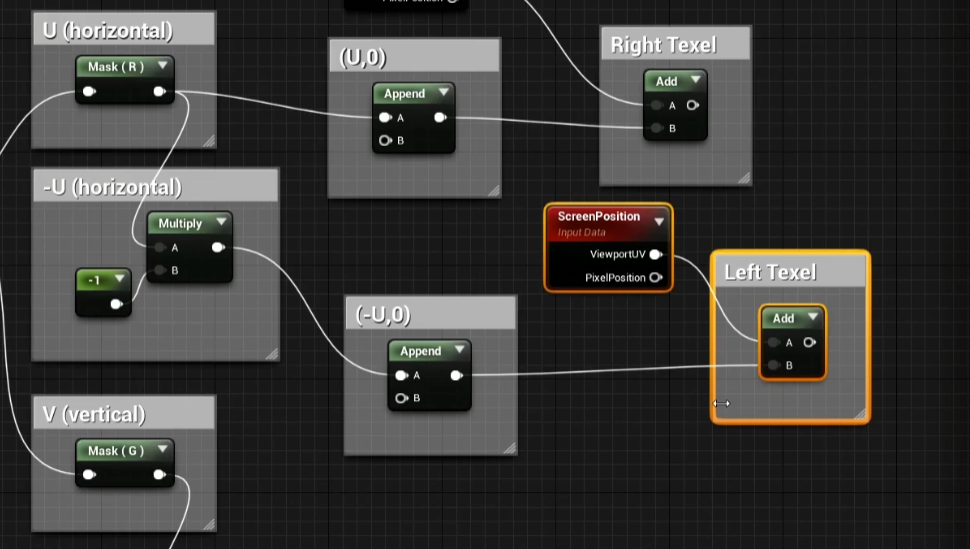 PixelPosition
U (horizontal)
Mask ( R )
(U,0)
Append
A
B
Right Texel
Add
A
B
-U (horizontal)
Multiply
A
B
-1
ScreenPosition
Input Data
ViewportUV
PixelPosition
Left Texel
Add
A
B
(-U,0)
Append
A
B
V (vertical)
Mask ( G )